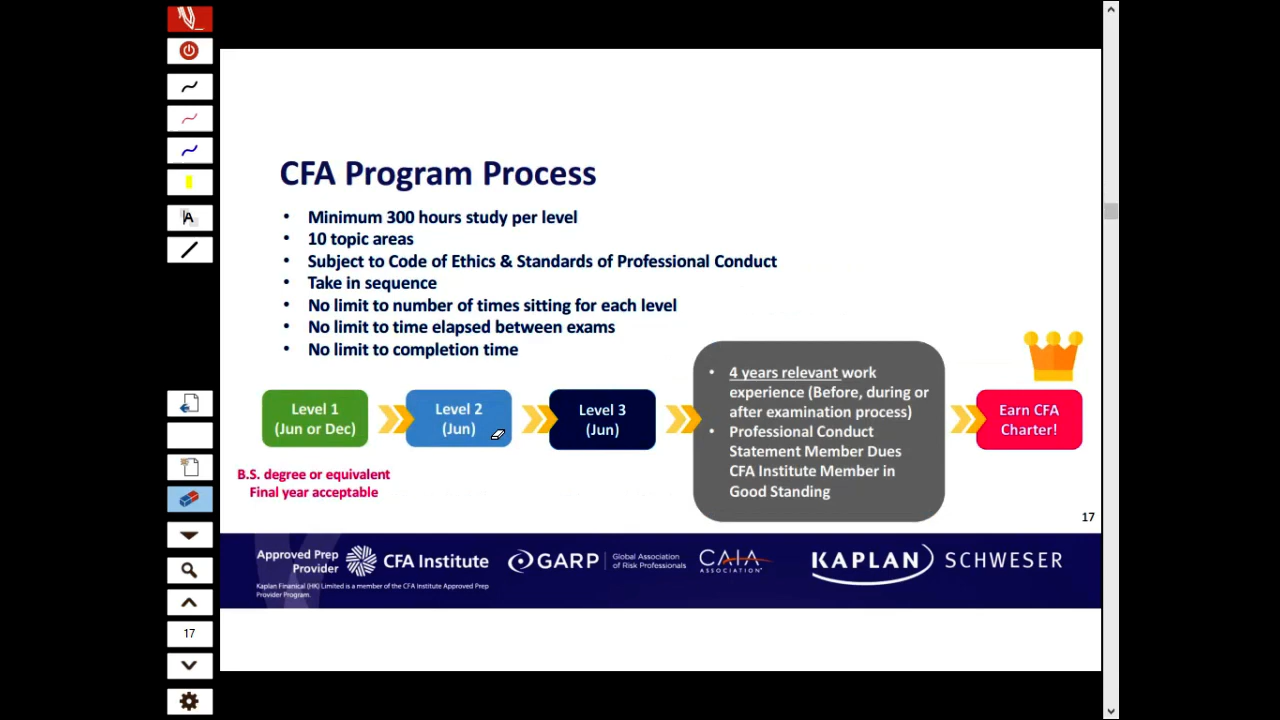 CFA Program Process
• Minimum 300 hours study per level
• 10 topic areas
• Subject to Code of Ethics & Standards of Professional Conduct
• Take in sequence
• No limit to number of times sitting for each level
• No limit to time elapsed between exams
• No limit to completion time
Level 1
(Jun or Dec)
B.S. degree or equivalent
Final year acceptable
Level 2
(Jun)
Level 3
(Jun)
• 4 years relevant work
experience (Before, during or
after examination process)
• Professional Conduct
Statement Member Dues
CFA Institute Member in
Good Standing
Earn CFA
Charter!
17
Approved Prep
Provider
CFA Institute
Kaplan Finanical (HK) Limited is a member of the CFA Institute Approved Prep
Provider Program.
GARP
Global Association
of Risk Professionals
CAIA
ASSOCIATION
KAPLAN SCHWESER
A
17